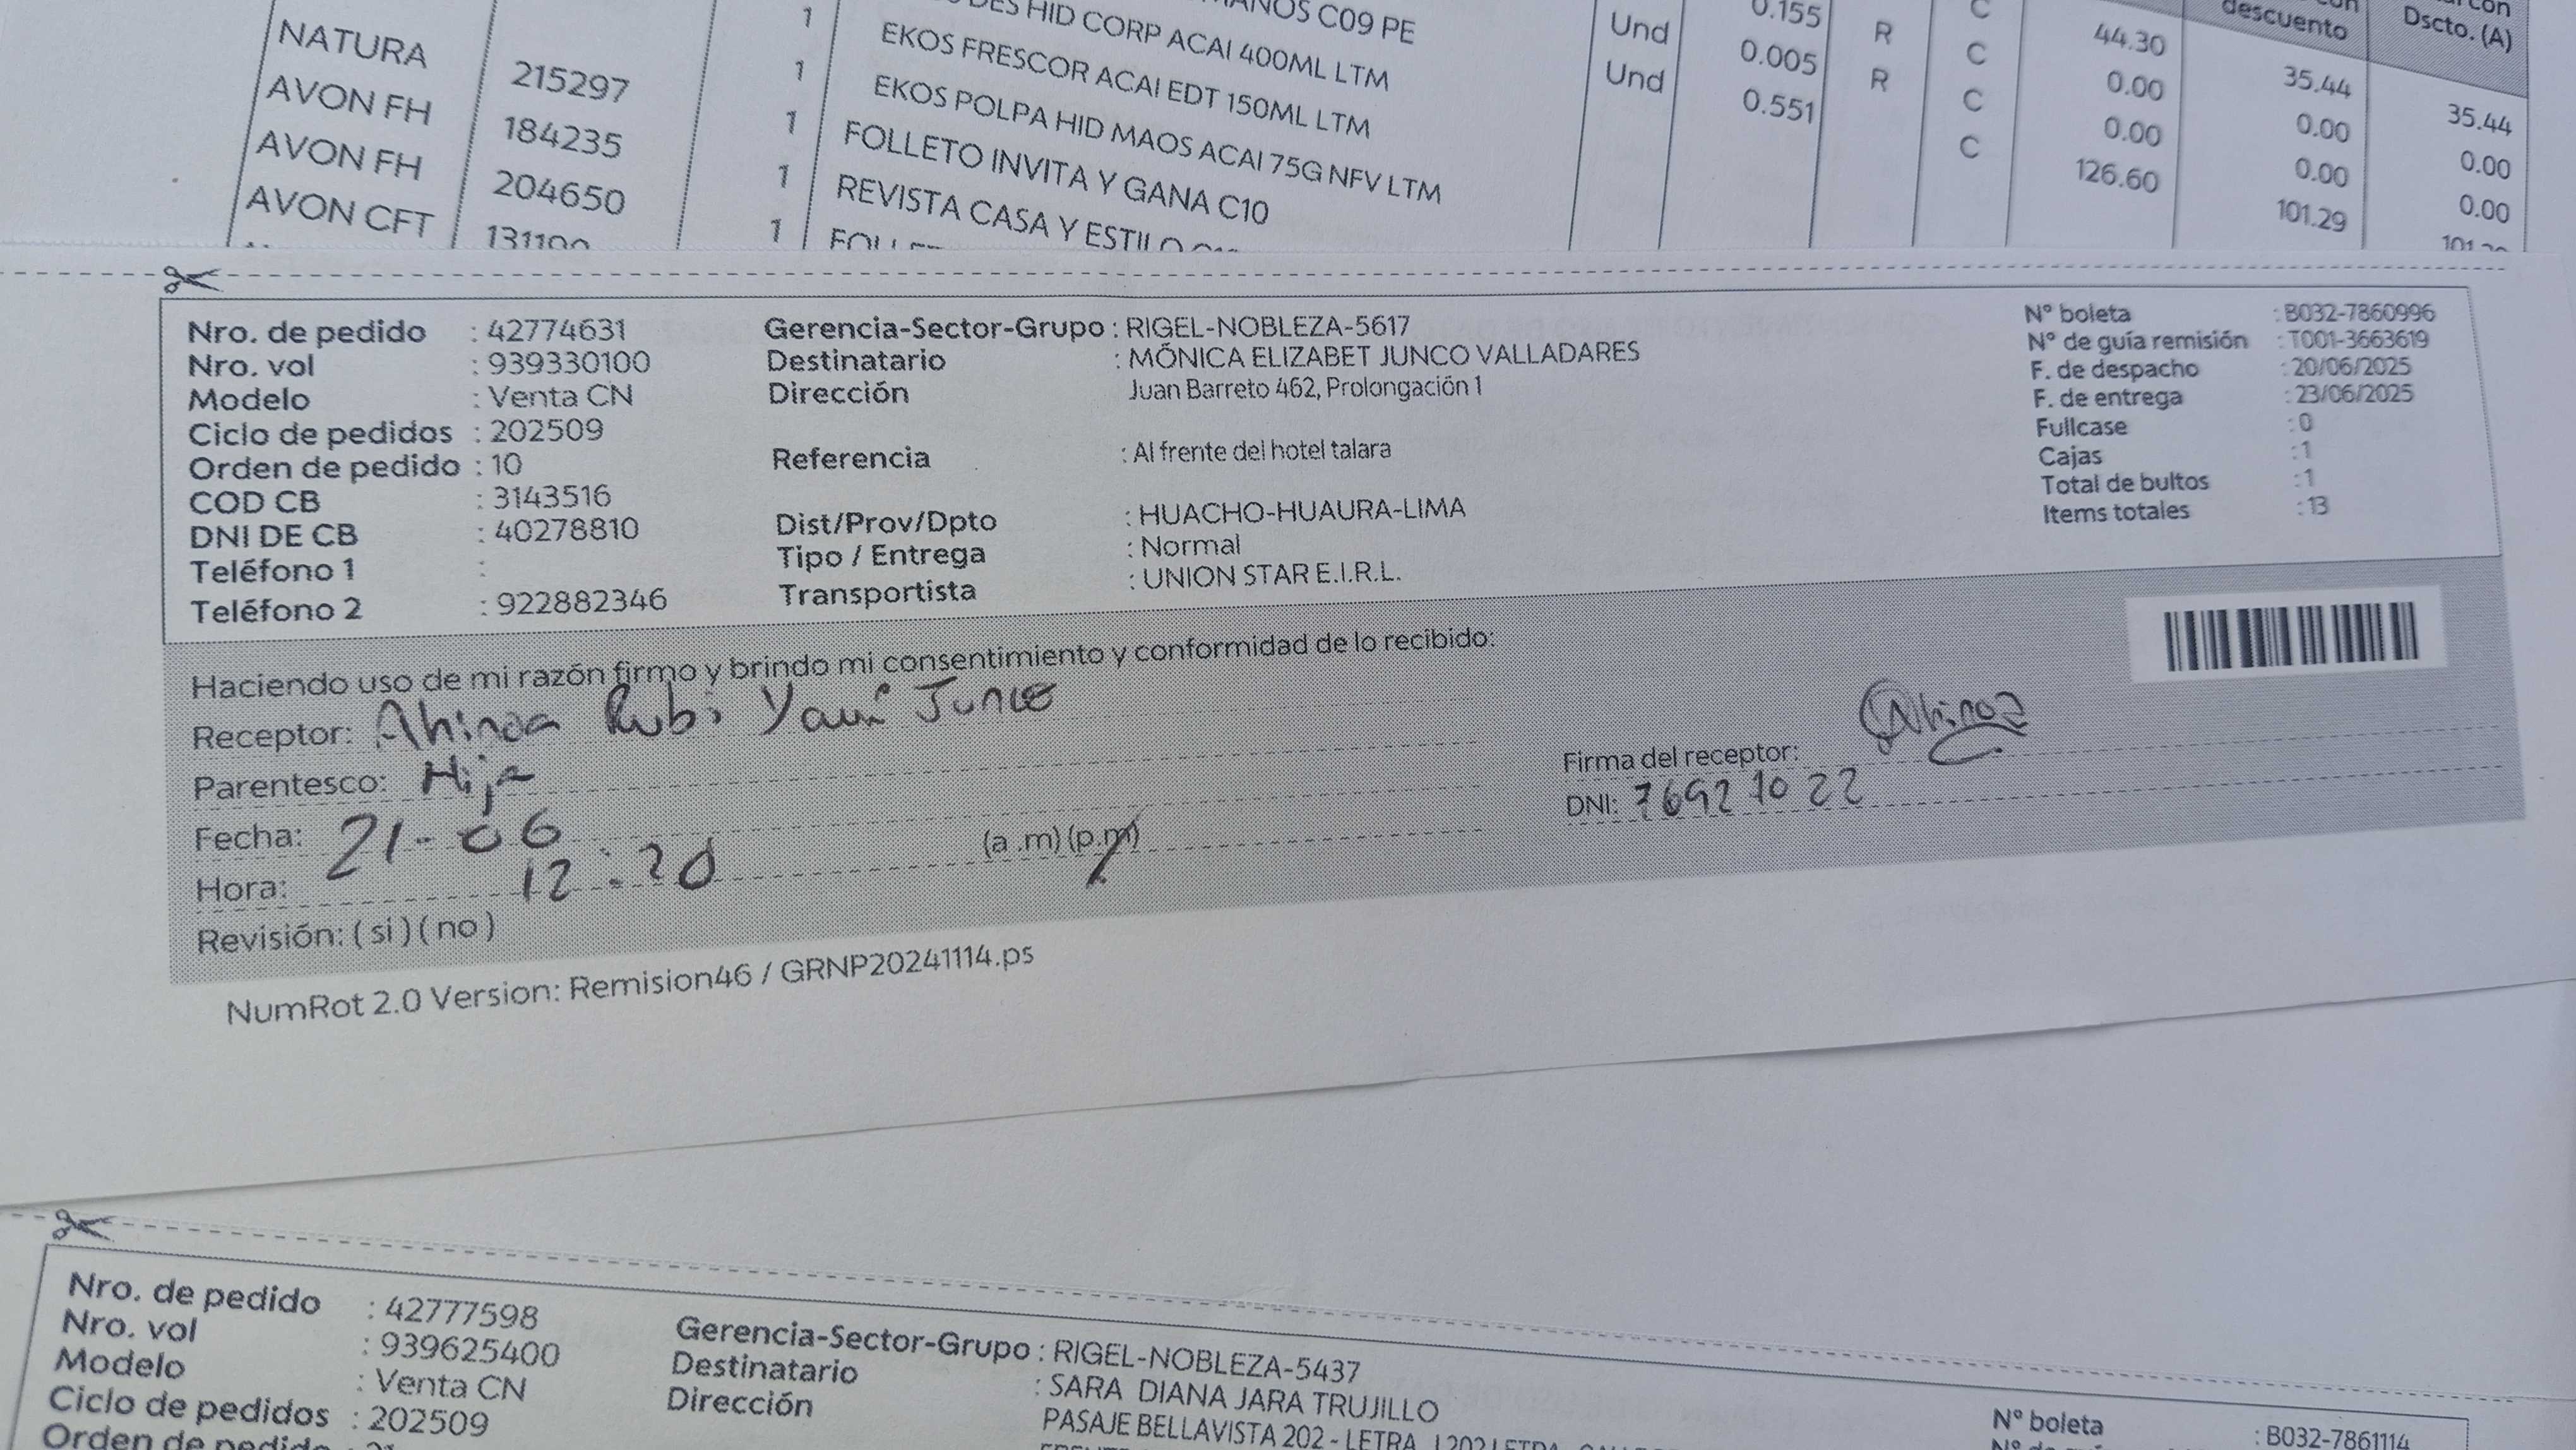 MANOS C09 PE
DES HID CORP ACAI 400ML LTM
EKOS FRESCOR ACAI EDT 150ML LTM
EKOS POLPA HID MAOS ACAI 75G NFV LTM
FOLLETO INVITA Y GANA C10
REVISTA CASA Y ESTILO
NATURA
AVON FH
AVON FH
AVON CFT
215297
184235
204650
131190
1
1
1
1
1
Und
Und
0.155
0.005
0.551
R
R
C
C
C
C
44.30
0.00
0.00
126.60
descuento
35.44
0.00
0.00
101.29
Dscto. (A)
35.44
0.00
0.00
Nro. de pedido : 42774631
Nro. vol : 939330100
Modelo : Venta CN
Ciclo de pedidos : 202509
Orden de pedido : 10
COD CB : 3143516
DNI DE CB : 40278810
Teléfono 1 :
Teléfono 2 : 922882346
Gerencia-Sector-Grupo : RIGEL-NOBLEZA-5617
Destinatario : MÓNICA ELIZABET JUNCO VALLADARES
Dirección Juan Barreto 462, Prolongación 1
Referencia : Al frente del hotel talara
Dist/Prov/Dpto : HUACHO-HUAURA-LIMA
Tipo / Entrega : Normal
Transportista : UNION STAR E.I.R.L.
N° boleta : B032-7860996
N° de guía remisión : T001-3663619
F. de despacho : 20/06/2025
F. de entrega : 23/06/2025
Fullcase : 0
Cajas : 1
Total de bultos : 1
Items totales : 13
Haciendo uso de mi razón firmo y brindo mi consentimiento y conformidad de lo recibido:
Receptor: Ahinoa Rubi Yauri Junco
Parentesco: Hija
Fecha: 21-06
Hora: 12:20 (a .m) (p.m)
Revisión: ( si ) ( no )
Firma del receptor: Ahinoa
DNI: 76921022
NumRot 2.0 Version: Remision46 / GRNP20241114.ps
Nro. de pedido : 42777598
Nro. vol : 939625400
Modelo : Venta CN
Ciclo de pedidos : 202509
Orden de pedido
Gerencia-Sector-Grupo : RIGEL-NOBLEZA-5437
Destinatario : SARA DIANA JARA TRUJILLO
Dirección PASAJE BELLAVISTA 202 - LETRA
N° boleta : B032-7861114